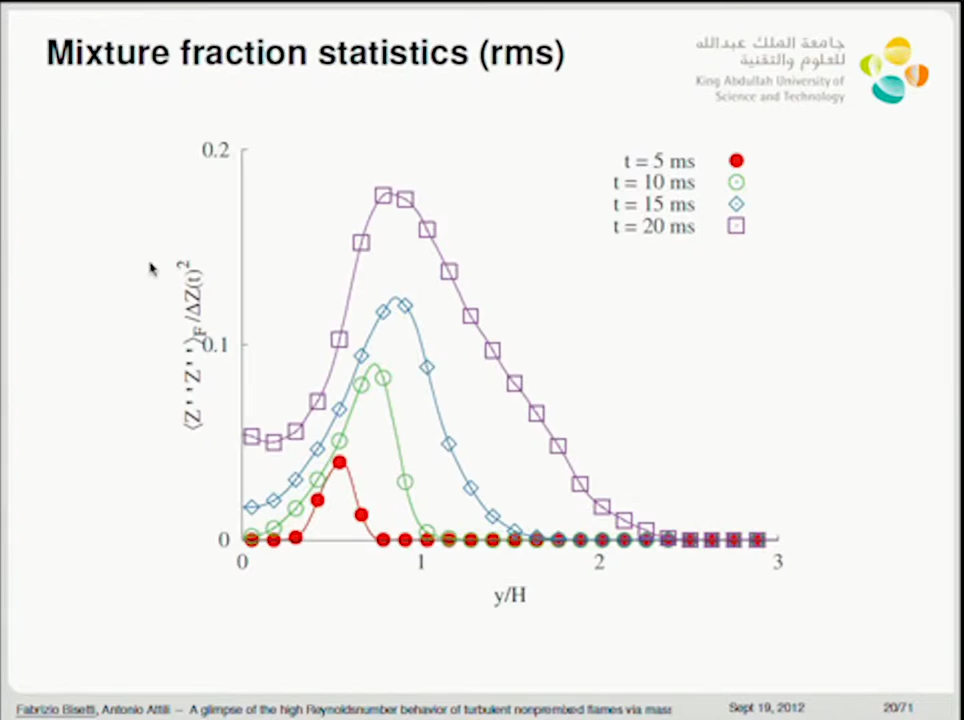 Mixture fraction statistics (rms)
جامعة الملك عبدالله
للعلوم والتقنية
King Abdullah University of
Science and Technology
0.2
t = 5 ms
t = 10 ms
t = 15 ms
t = 20 ms
⟨Z''Z''⟩F/ΔZ(t)²
0.1
0
0
1
2
3
y/H
Fabrizio Bisetti, Antonio Attili – A glimpse of the high Reynoldsnumber behavior of turbulent nonpremixed flames via mass
Sept 19, 2012
20/71